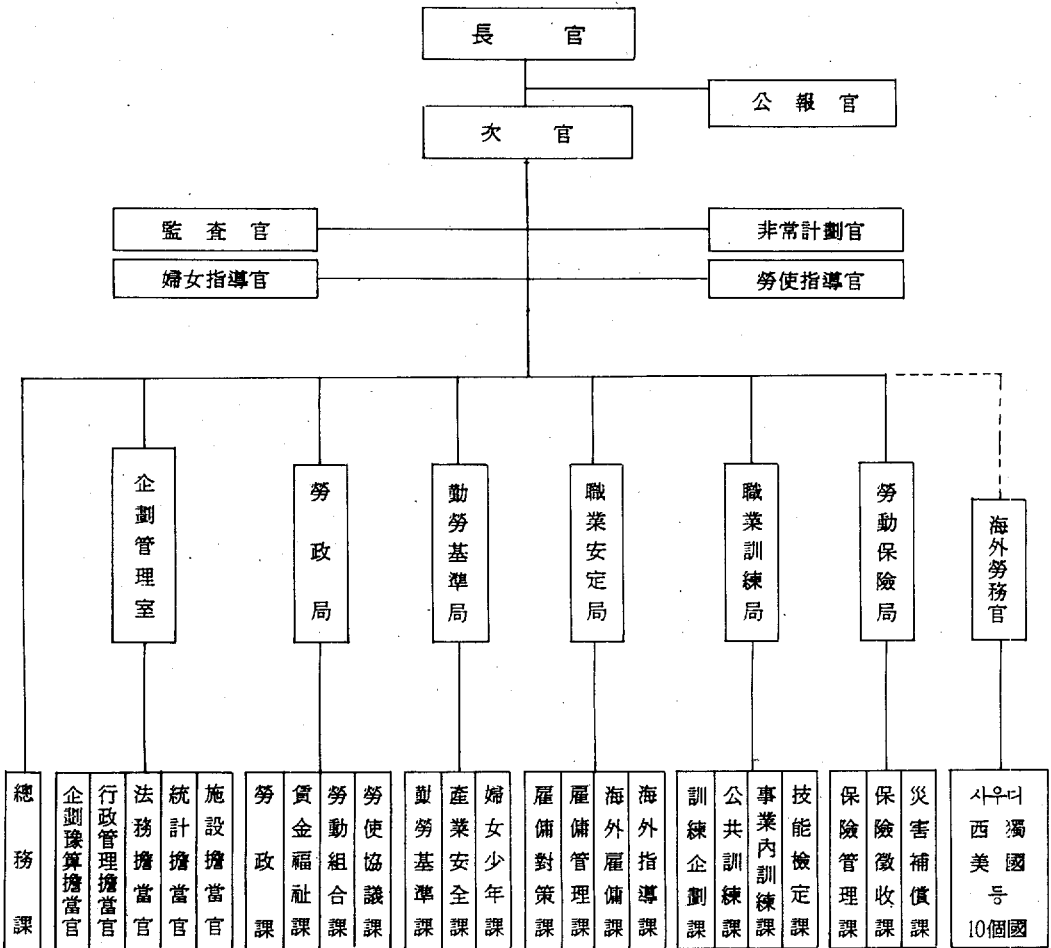 長官
公報官
次官
監査官
非常計劃官
婦女指導官
勞使指導官
企劃管理室
勞政局
勤勞基準局
職業安定局
職業訓練局
勞動保險局
海外勞務官
總務課
企劃豫算擔當官
行政管理擔當官
法務擔當官
統計擔當官
施設擔當官
勞政課
賃金福祉課
勞動組合課
勞使協議課
勤勞基準課
產業安全課
婦女少年課
雇傭對策課
雇傭管理課
海外雇傭課
海外指導課
訓練企劃課
公共訓練課
事業內訓練課
技能檢定課
保險管理課
保險徵收課
災害補償課
사우디
西獨
美國
등
10個國